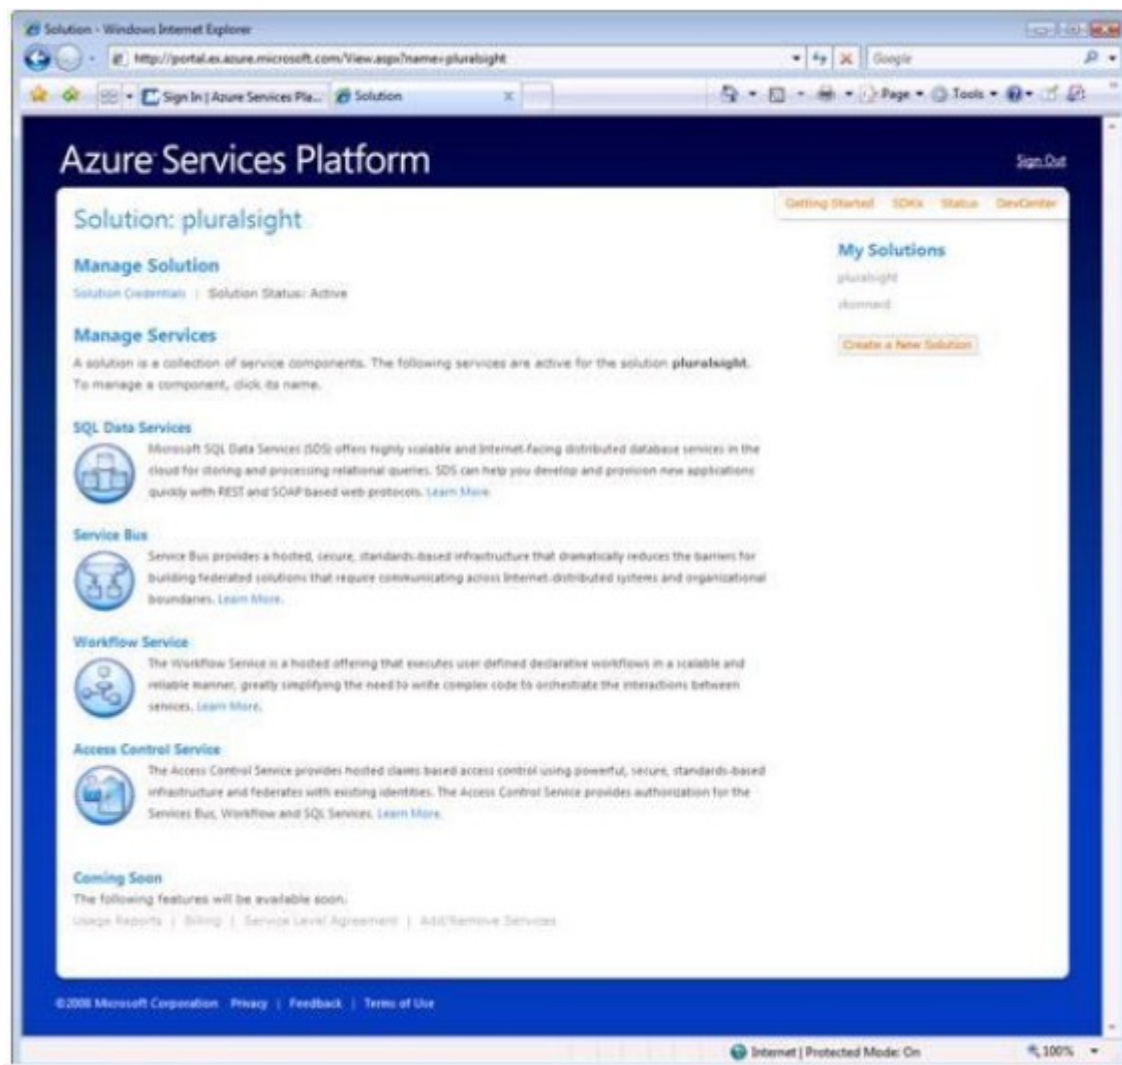 Solution - Windows Internet Explorer
http://portal.ex.azure.microsoft.com/View.aspx?name=pluralsight
Google
Sign In | Azure Services Pla...
Solution
Page
Tools
Azure Services Platform
Sign Out
Getting Started SDKs Status DevCenter
Solution: pluralsight
Manage Solution
Solution Credentials | Solution Status: Active
Manage Services
A solution is a collection of service components. The following services are active for the solution pluralsight.
To manage a component, click its name.
SQL Data Services
Microsoft SQL Data Services (SDS) offers highly scalable and Internet-facing distributed database services in the
cloud for storing and processing relational queries. SDS can help you develop and provision new applications
quickly with REST and SOAP based web protocols. Learn More.
Service Bus
Service Bus provides a hosted, secure, standards-based infrastructure that dramatically reduces the barriers for
building federated solutions that require communicating across Internet-distributed systems and organizational
boundaries. Learn More.
Workflow Service
The Workflow Service is a hosted offering that executes user defined declarative workflows in a scalable and
reliable manner, greatly simplifying the need to write complex code to orchestrate the interactions between
services. Learn More.
Access Control Service
The Access Control Service provides hosted claims based access control using powerful, secure, standards-based
infrastructure and federates with existing identities. The Access Control Service provides authorization for the
Services Bus, Workflow and SQL Services. Learn More.
Coming Soon
The following features will be available soon.
Usage Reports | Billing | Service Level Agreement | Add/Remove Services
My Solutions
pluralsight
skonnard
Create a New Solution
©2008 Microsoft Corporation Privacy | Feedback | Terms of Use
Internet | Protected Mode: On
100%